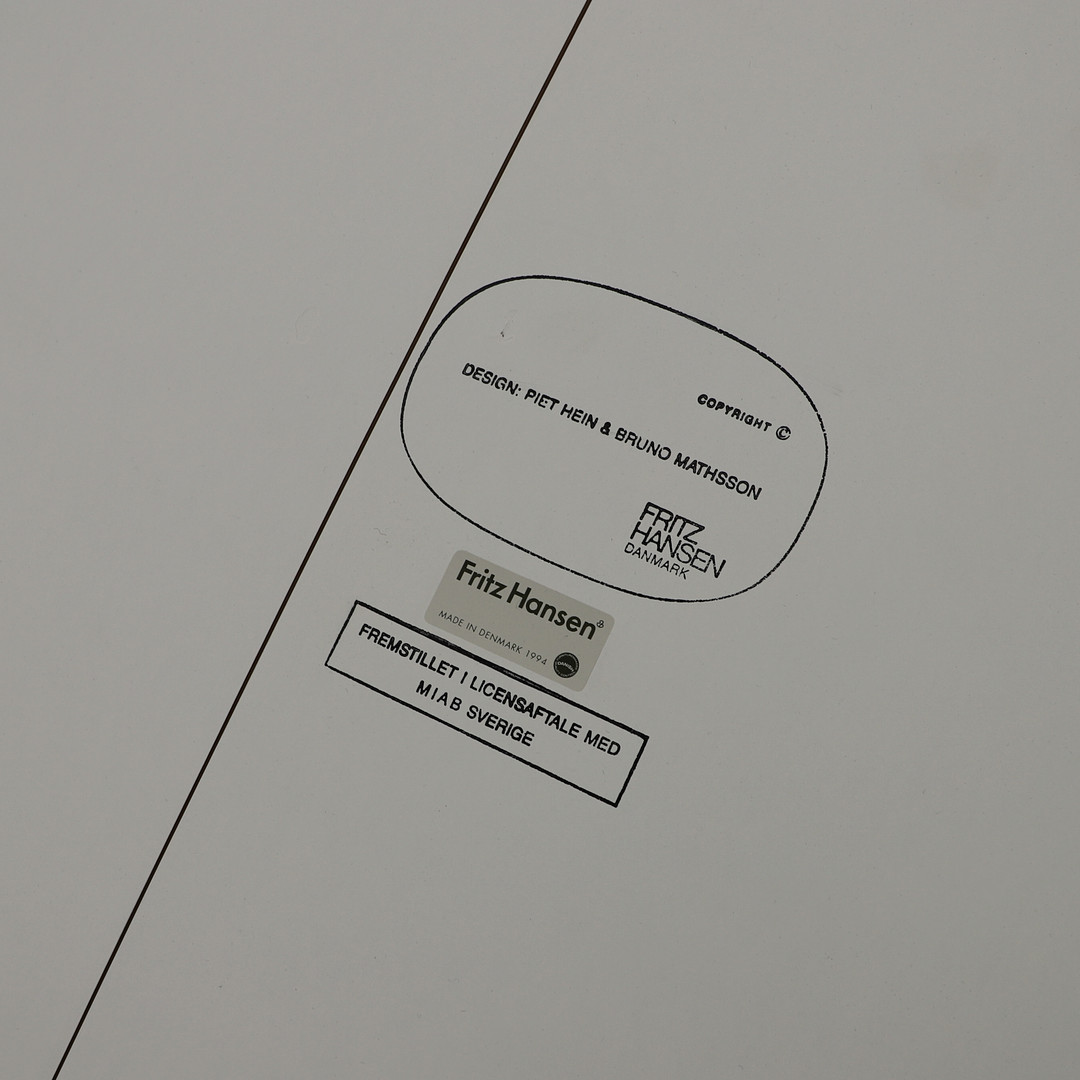 COPYRIGHT ©
DESIGN: PIET HEIN & BRUNO MATHSSON
FRITZ
HANSEN
DANMARK
Fritz Hansen®
MADE IN DENMARK 1994
FREMSTILLET I LICENSAFTALE MED
MIAB SVERIGE